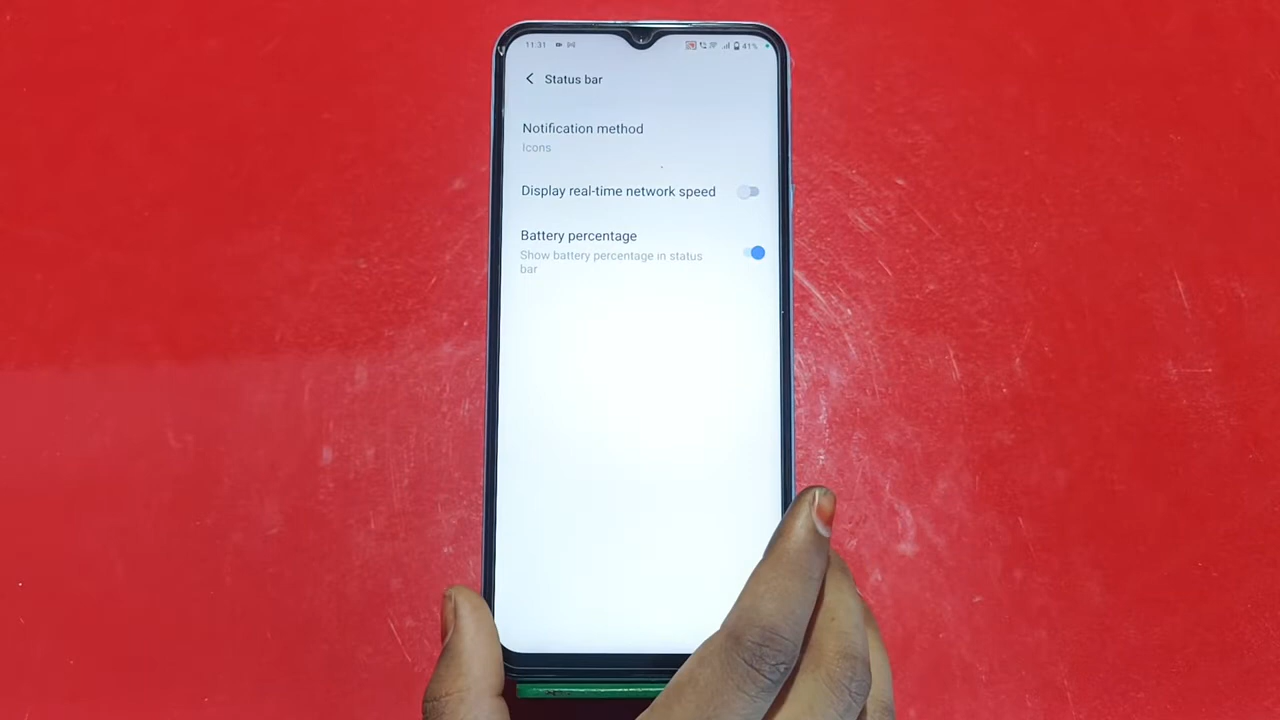 11:31
41%
Status bar
Notification method
Icons
Display real-time network speed
Battery percentage
Show battery percentage in status
bar